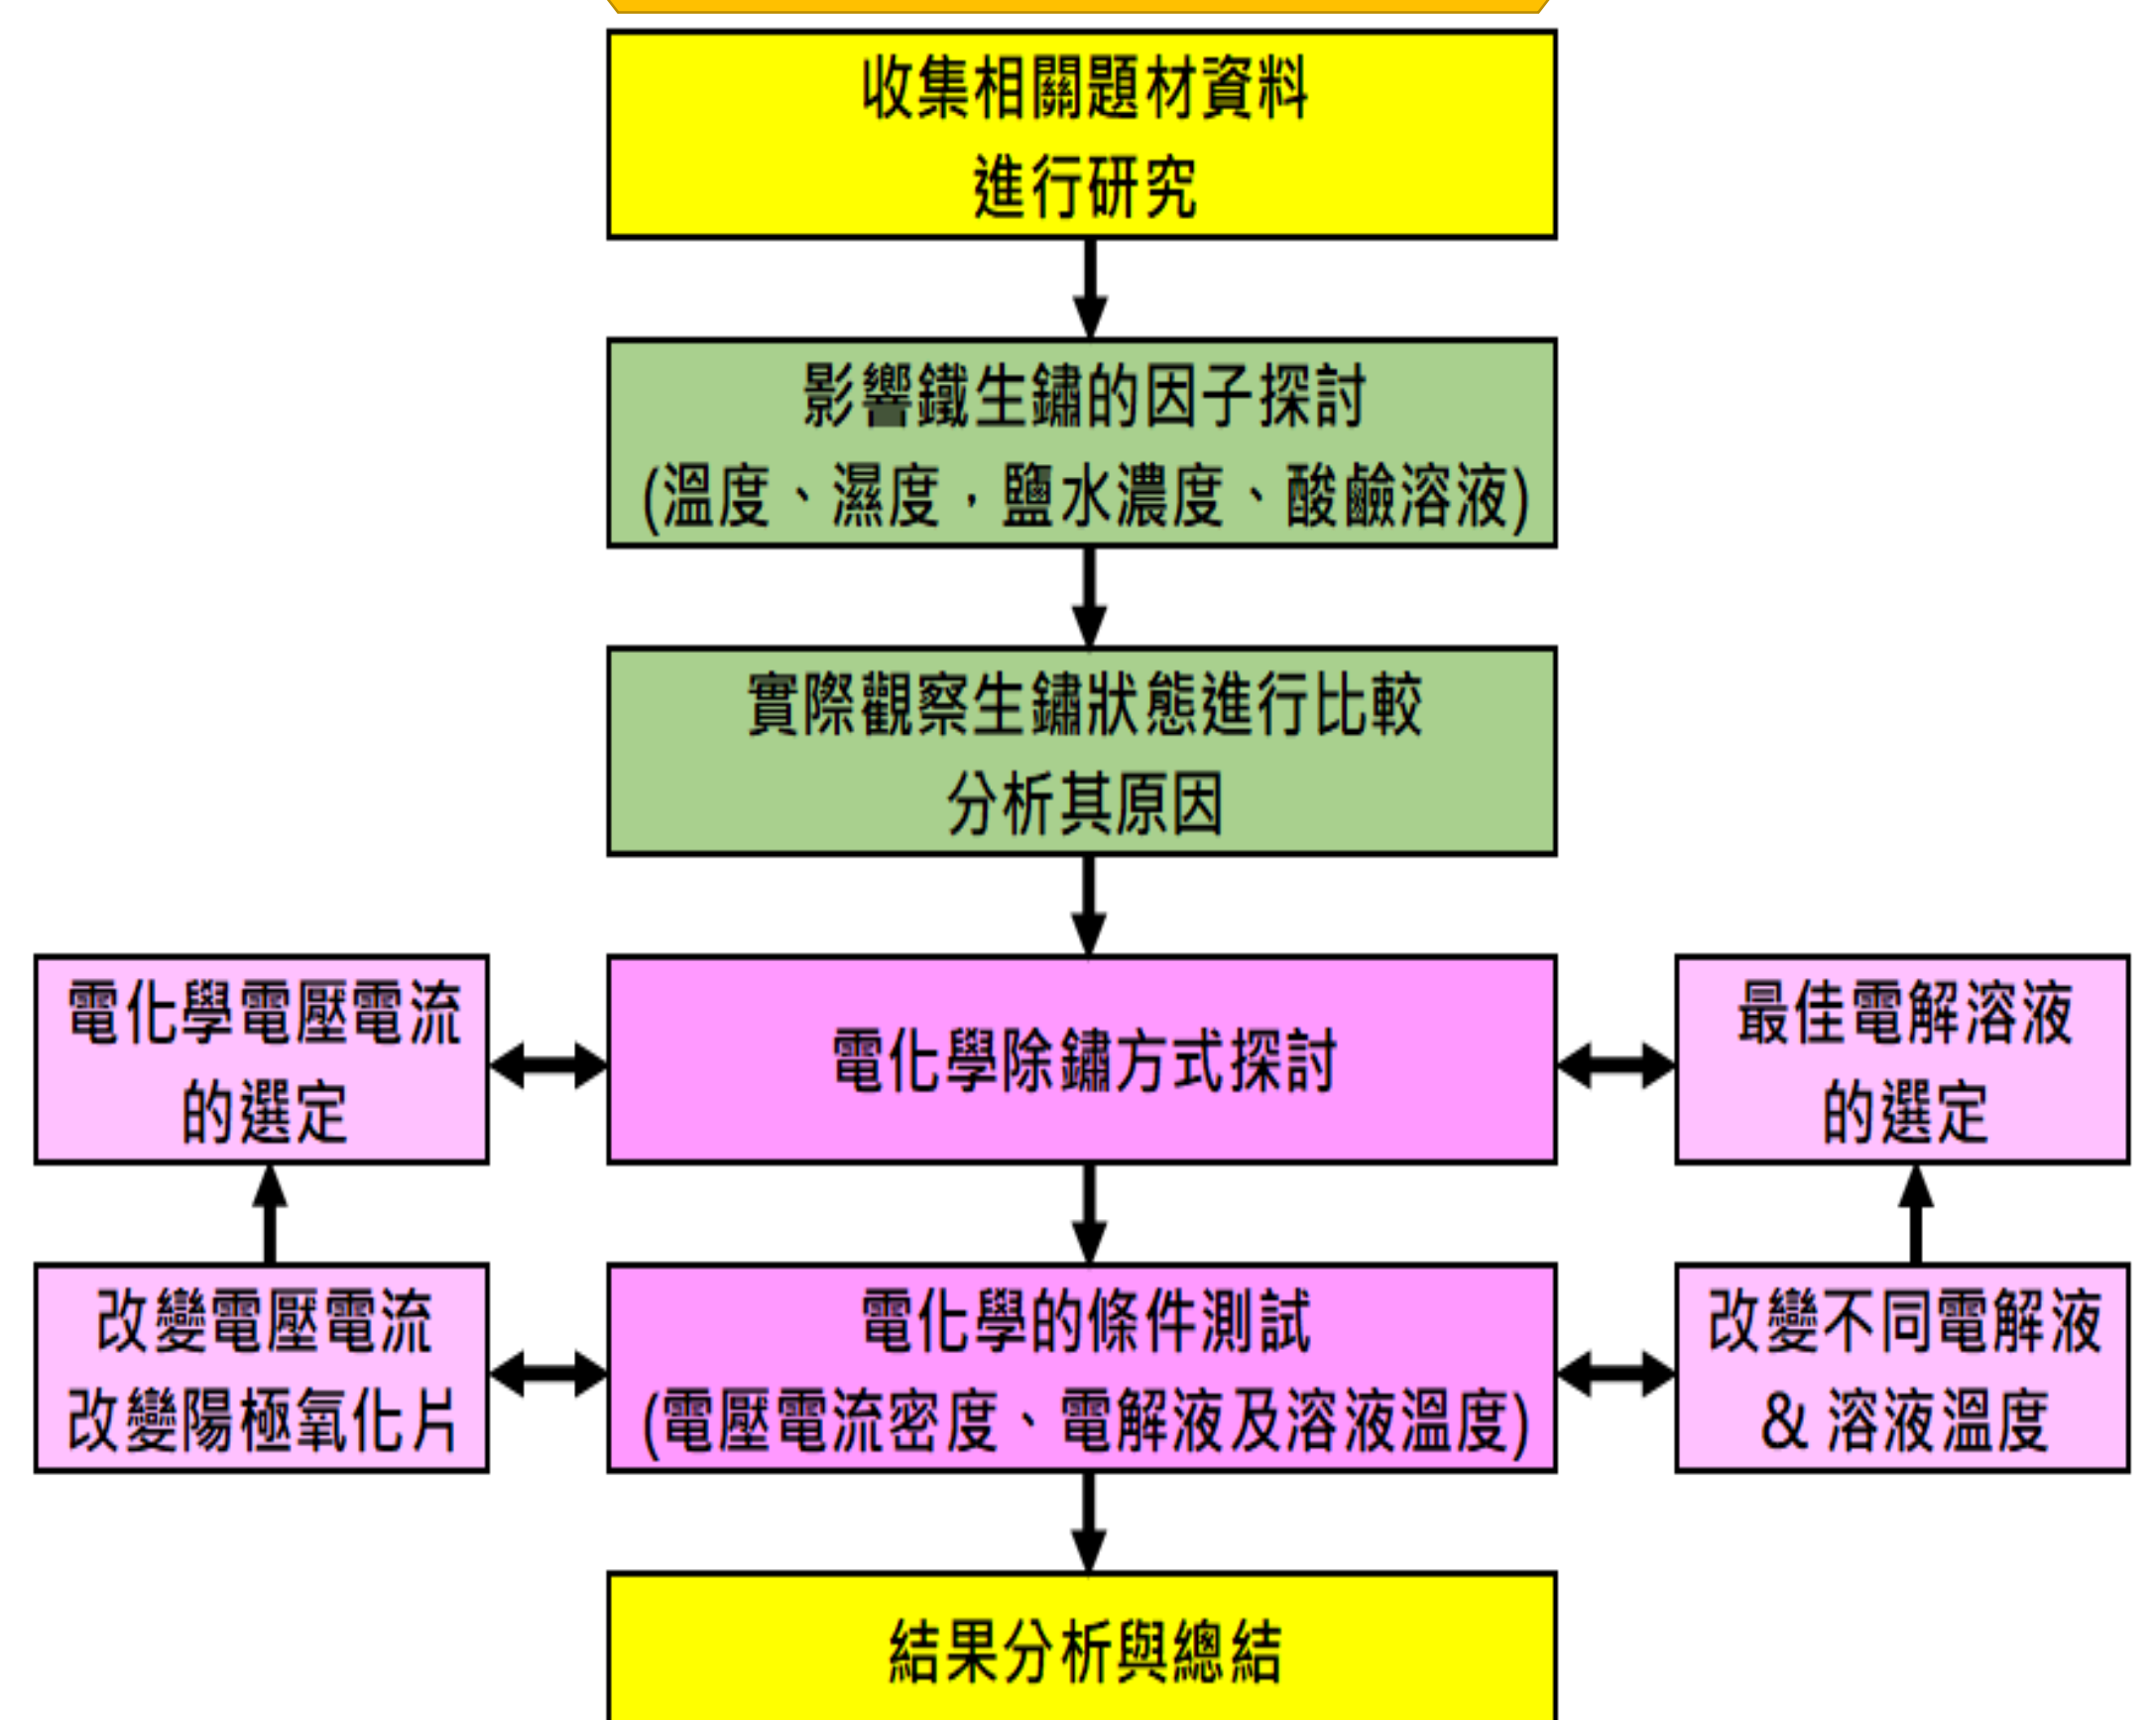 收集相關題材資料
進行研究
影響鐵生鏽的因子探討
(溫度、濕度，鹽水濃度、酸鹼溶液)
實際觀察生鏽狀態進行比較
分析其原因
電化學電壓電流
的選定
電化學除鏽方式探討
最佳電解溶液
的選定
改變電壓電流
改變陽極氧化片
電化學的條件測試
(電壓電流密度、電解液及溶液溫度)
改變不同電解液
& 溶液溫度
結果分析與總結